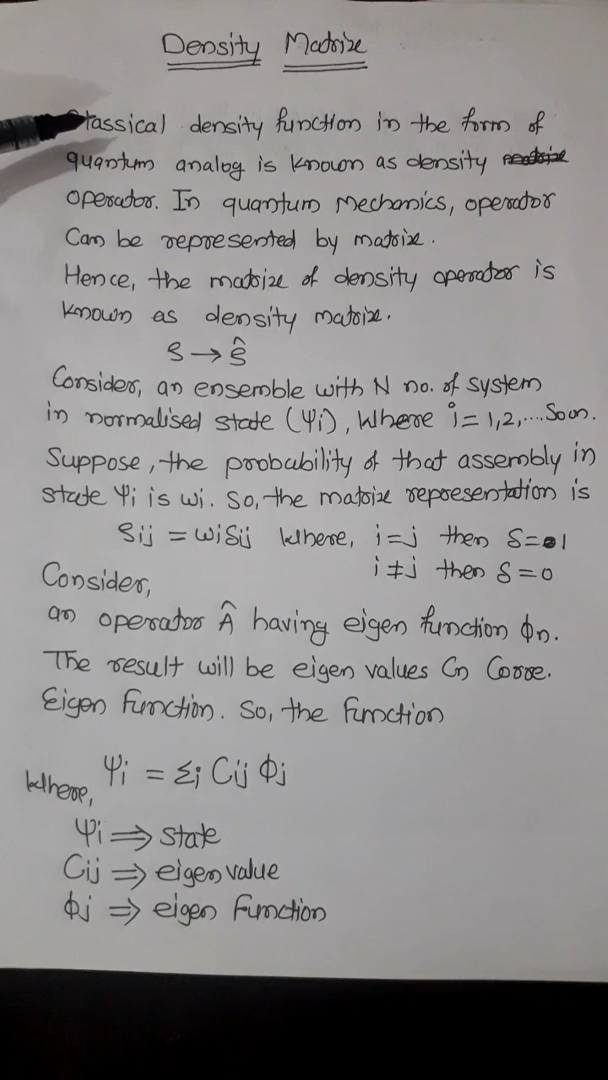 Density Matrix
Classical density function in the form of
quantum analog is known as density
operator. In quantum Mechanics, operator
Can be represented by matrix.
Hence, the matrix of density operator is
known as density matrix.
ρ → ρ̂
Consider, an ensemble with N no. of system
in normalised state (Ψi), Where i = 1,2,....So on.
Suppose, the probability of that assembly in
state Ψi is wi. So, the matrix representation is
ρij = wiδij Where, i=j then δ=1
i≠j then δ=0
Consider,
an operator Â having eigen function Φn.
The result will be eigen values Cn Corre.
Eigen function. So, the function
Ψi = Σj Cij Φj
Where,
Ψi ⇒ state
Cij ⇒ eigen value
Φj ⇒ eigen function